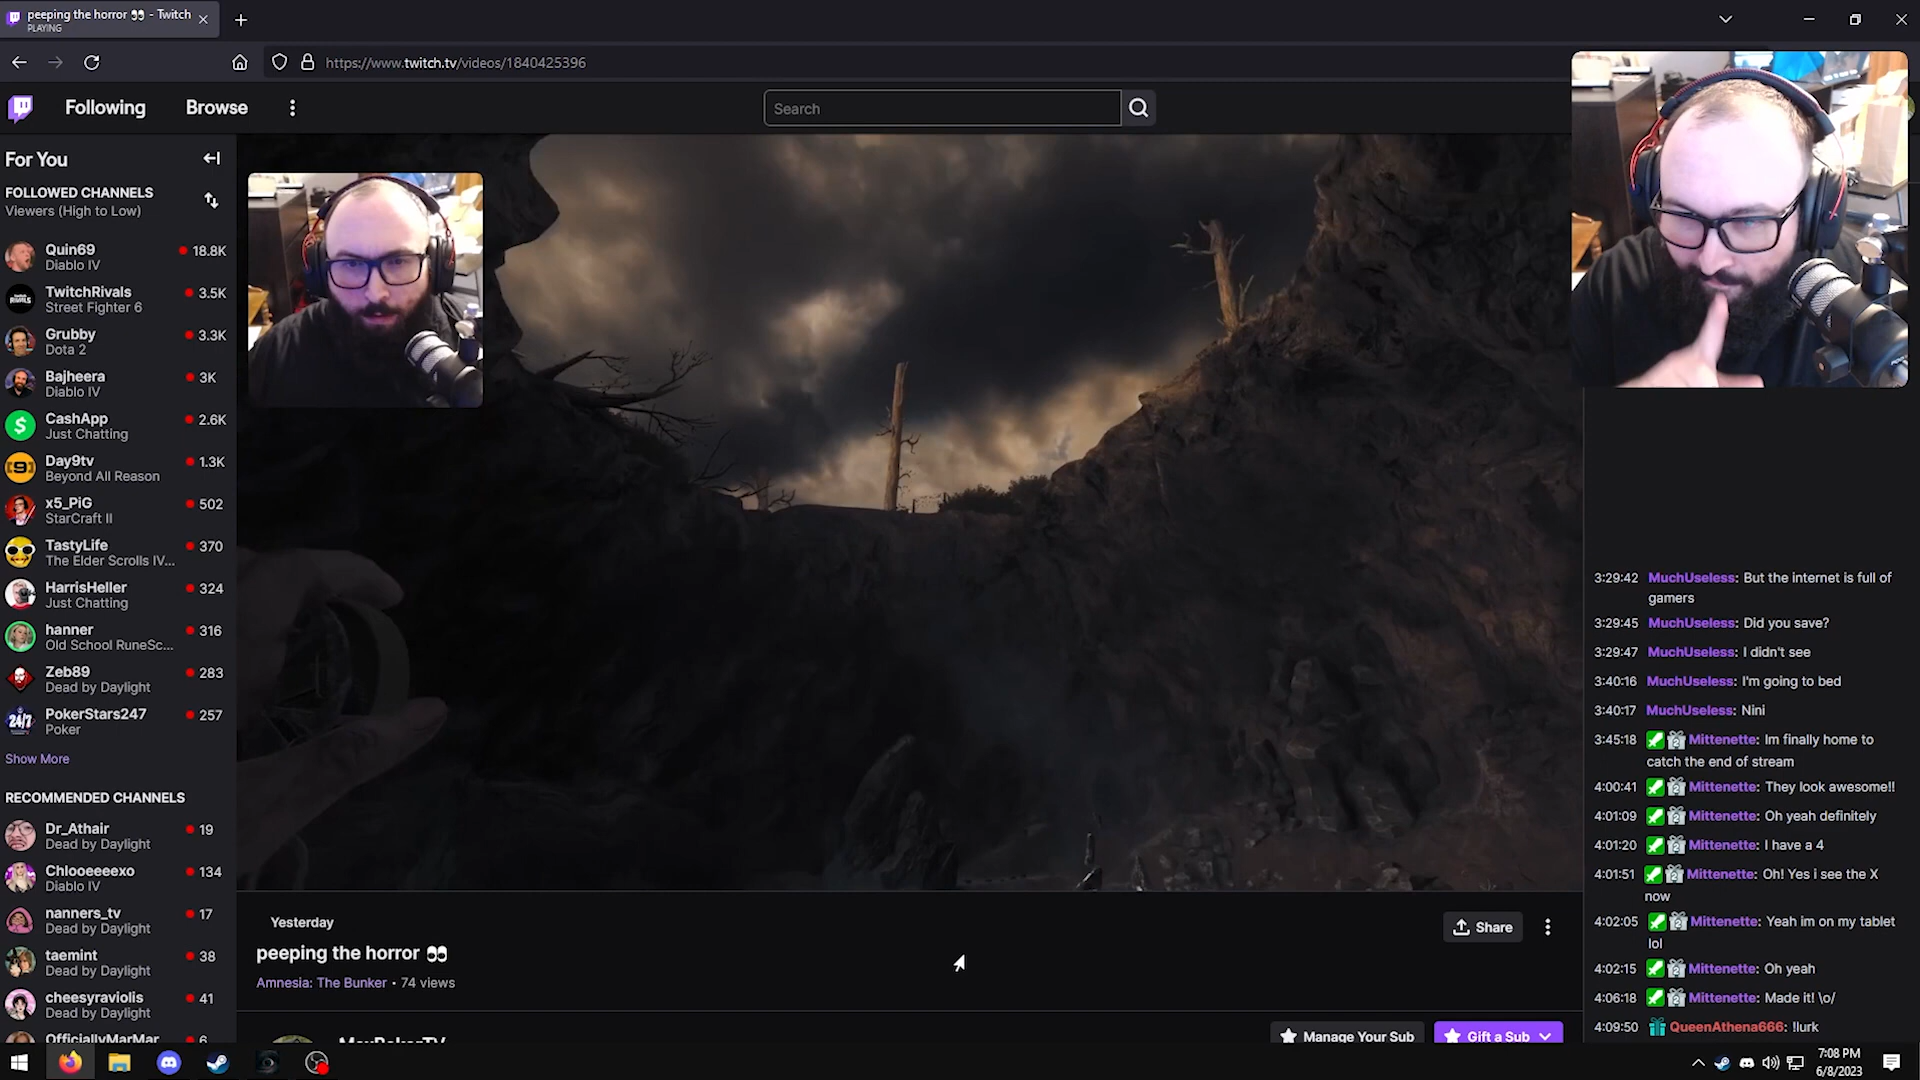 peeping the horror 👀 - Twitch
PLAYING
https://www.twitch.tv/videos/1840425396
Following
Browse
Search
For You
FOLLOWED CHANNELS
Viewers (High to Low)
Quin69
18.8K
Diablo IV
TwitchRivals
3.5K
Street Fighter 6
Grubby
3.3K
Dota 2
Bajheera
3K
Diablo IV
CashApp
2.6K
Just Chatting
Day9tv
1.3K
Beyond All Reason
x5_PiG
502
StarCraft II
TastyLife
370
The Elder Scrolls IV...
HarrisHeller
324
Just Chatting
hanner
316
Old School RuneSc...
Zeb89
283
Dead by Daylight
PokerStars247
257
Poker
Show More
RECOMMENDED CHANNELS
Dr_Athair
19
Dead by Daylight
Chlooeeeexo
134
Diablo IV
nanners_tv
17
Dead by Daylight
taemint
38
Dead by Daylight
cheesyraviolis
41
Dead by Daylight
OfficiallyMarMar
6
Yesterday
peeping the horror 👀
Amnesia: The Bunker • 74 views
Share
Manage Your Sub
Gift a Sub
3:29:42 MuchUseless: But the internet is full of
gamers
3:29:45 MuchUseless: Did you save?
3:29:47 MuchUseless: I didn't see
3:40:16 MuchUseless: I'm going to bed
3:40:17 MuchUseless: Nini
3:45:18 Mittenette: Im finally home to
catch the end of stream
4:00:41 Mittenette: They look awesome!!
4:01:09 Mittenette: Oh yeah definitely
4:01:20 Mittenette: I have a 4
4:01:51 Mittenette: Oh! Yes i see the X
now
4:02:05 Mittenette: Yeah im on my tablet
lol
4:02:15 Mittenette: Oh yeah
4:06:18 Mittenette: Made it! \o/
4:09:50 QueenAthena666: !lurk
7:08 PM
6/8/2023